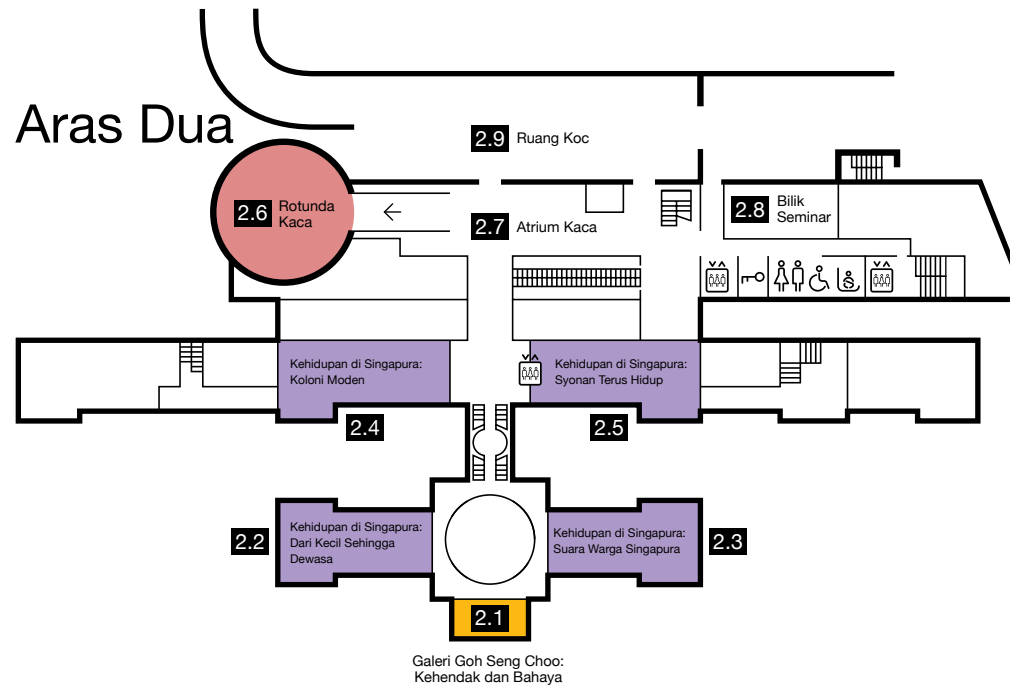 Aras Dua
2.9 Ruang Koc
2.6 Rotunda
Kaca
2.7 Atrium Kaca
2.8 Bilik
Seminar
Kehidupan di Singapura:
Koloni Moden
2.4
Kehidupan di Singapura:
Syonan Terus Hidup
2.5
2.2
Kehidupan di Singapura:
Dari Kecil Sehingga
Dewasa
Kehidupan di Singapura:
Suara Warga Singapura
2.3
2.1
Galeri Goh Seng Choo:
Kehendak dan Bahaya